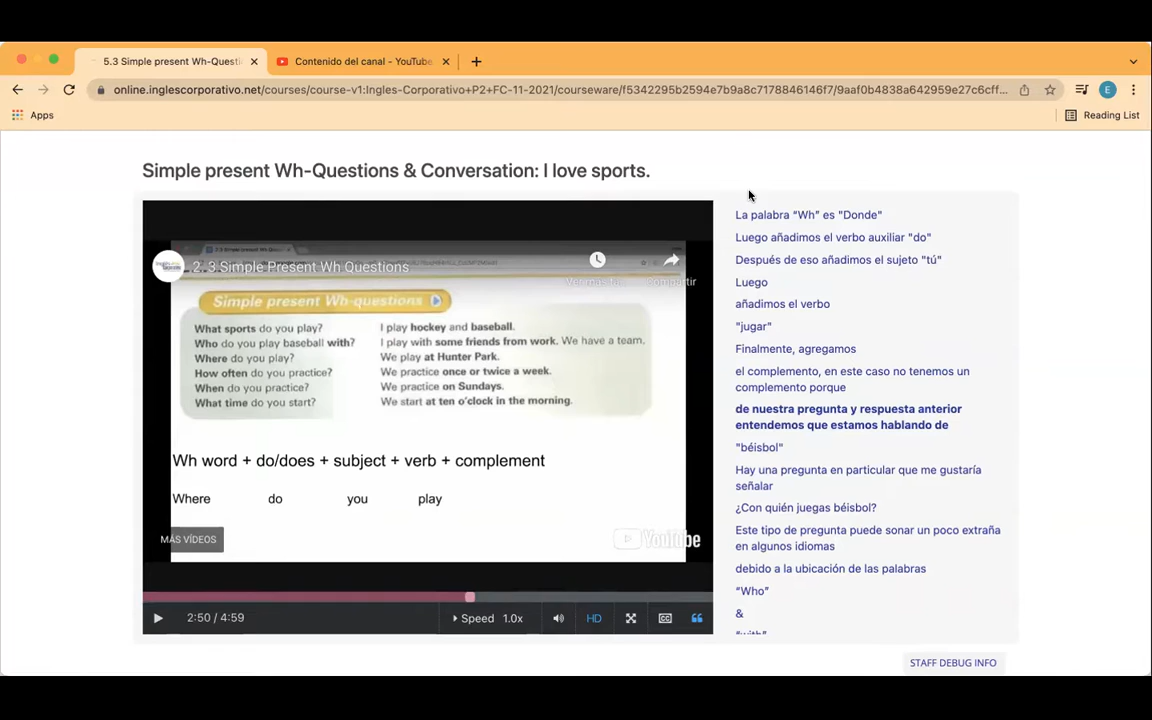 5.3 Simple present Wh-Questi
Contenido del canal - YouTube
online.inglescorporativo.net/courses/course-v1:Ingles-Corporativo+P2+FC-11-2021/courseware/f5342295b2594e7b9a8c7178846146f7/9aaf0b4838a642959e27c6cff...
E
Apps
Reading List
Simple present Wh-Questions & Conversation: I love sports.
2. 3 Simple Present Wh Questions
Compartir
Simple present Wh-questions
What sports do you play? I play hockey and baseball.
Who do you play baseball with? I play with some friends from work. We have a team.
Where do you play? We play at Hunter Park.
How often do you practice? We practice once or twice a week.
When do you practice? We practice on Sundays.
What time do you start? We start at ten o'clock in the morning.
Wh word + do/does + subject + verb + complement
Where do you play
MÁS VÍDEOS
YouTube
2:50 / 4:59
Speed 1.0x
HD
CC
La palabra “Wh” es "Donde"
Luego añadimos el verbo auxiliar "do"
Después de eso añadimos el sujeto "tú"
Luego
añadimos el verbo
"jugar"
Finalmente, agregamos
el complemento, en este caso no tenemos un
complemento porque
de nuestra pregunta y respuesta anterior
entendemos que estamos hablando de
"béisbol"
Hay una pregunta en particular que me gustaría
señalar
¿Con quién juegas béisbol?
Este tipo de pregunta puede sonar un poco extraña
en algunos idiomas
debido a la ubicación de las palabras
“Who”
&
“with”
STAFF DEBUG INFO